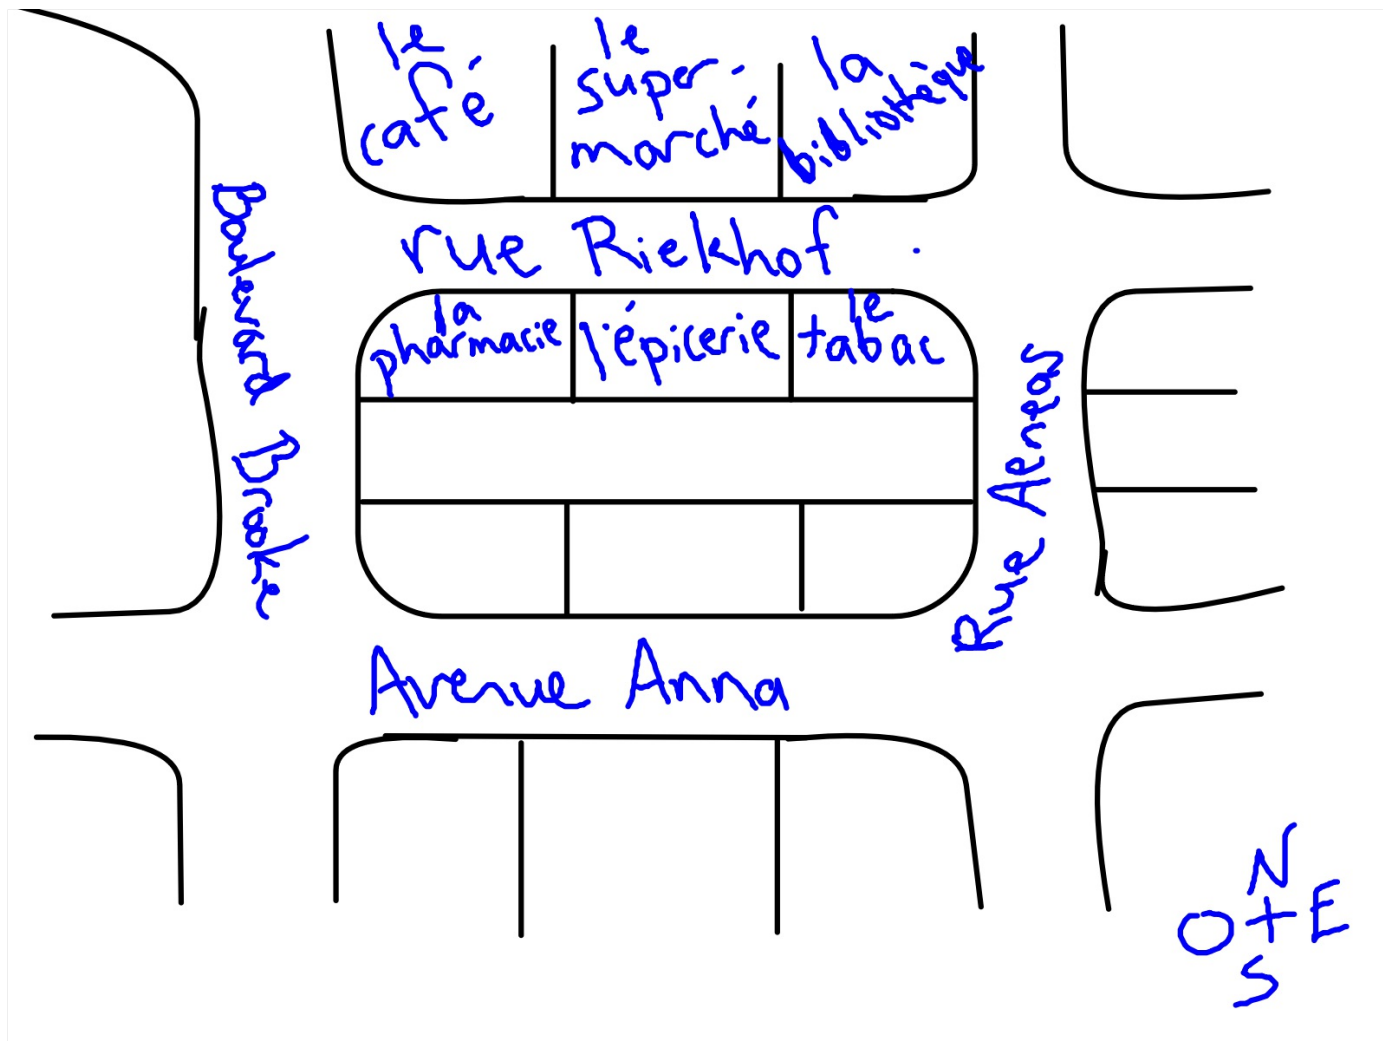 le
café
le
super
marché
la
bibliothèque
rue Riekhof
Boulevard Brooke
la
pharmacie
l'épicerie
le
tabac
Rue Aeneas
Avenue Anna
N
O E
S